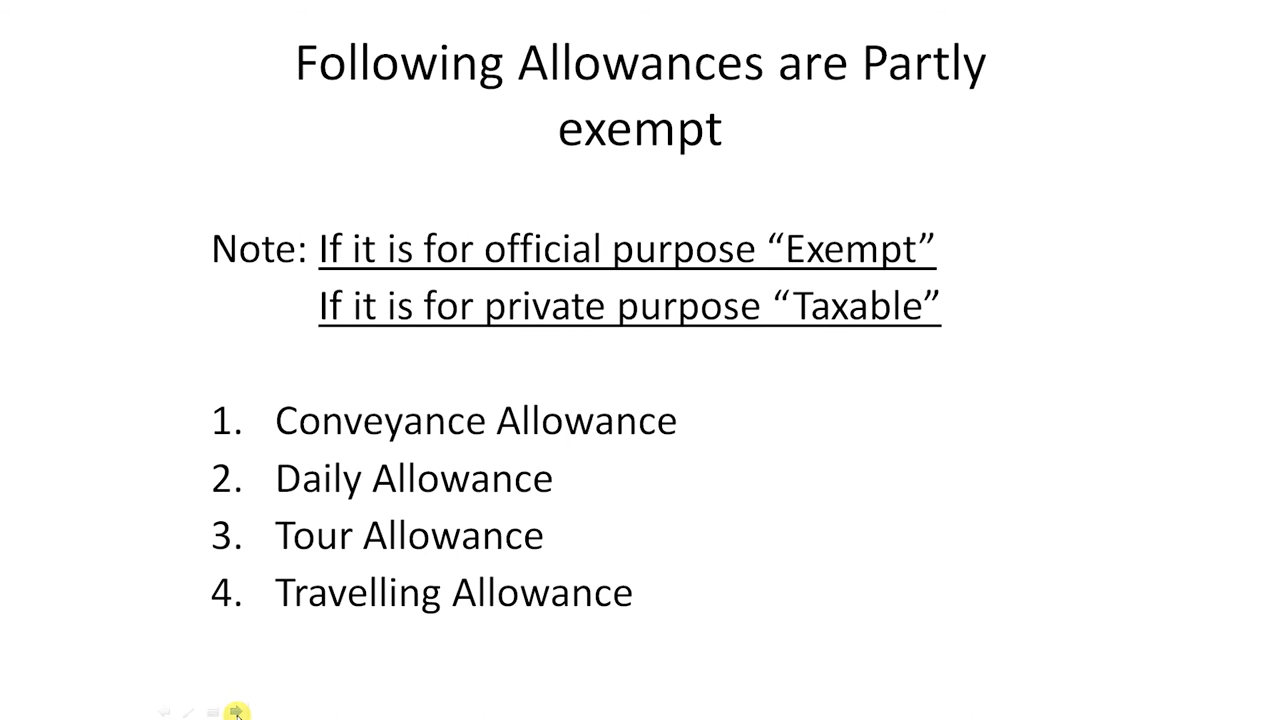 Following Allowances are Partly
exempt
Note: If it is for official purpose “Exempt”
If it is for private purpose “Taxable”
1. Conveyance Allowance
2. Daily Allowance
3. Tour Allowance
4. Travelling Allowance